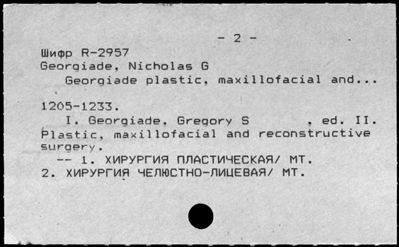 - 2 -
Шифр R-2957
Georgiade, Nicholas G
Georgiade plastic, maxillofacial and...
1205-1233.
I. Georgiade, Gregory S , ed. II.
Plastic, maxillofacial and reconstructive
surgery.
-- 1. ХИРУРГИЯ ПЛАСТИЧЕСКАЯ/ МТ.
2. ХИРУРГИЯ ЧЕЛЮСТНО-ЛИЦЕВАЯ/ МТ.